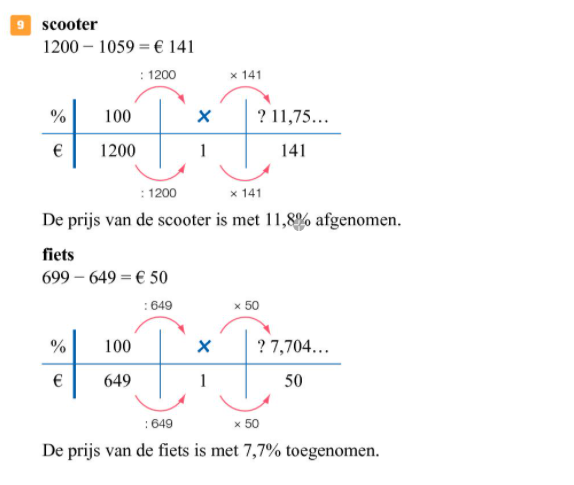 9 scooter
1200 – 1059 = € 141
: 1200 × 141
% 100 × ? 11,75…
€ 1200 1 141
: 1200 × 141
De prijs van de scooter is met 11,8% afgenomen.
fiets
699 – 649 = € 50
: 649 × 50
% 100 × ? 7,704…
€ 649 1 50
: 649 × 50
De prijs van de fiets is met 7,7% toegenomen.